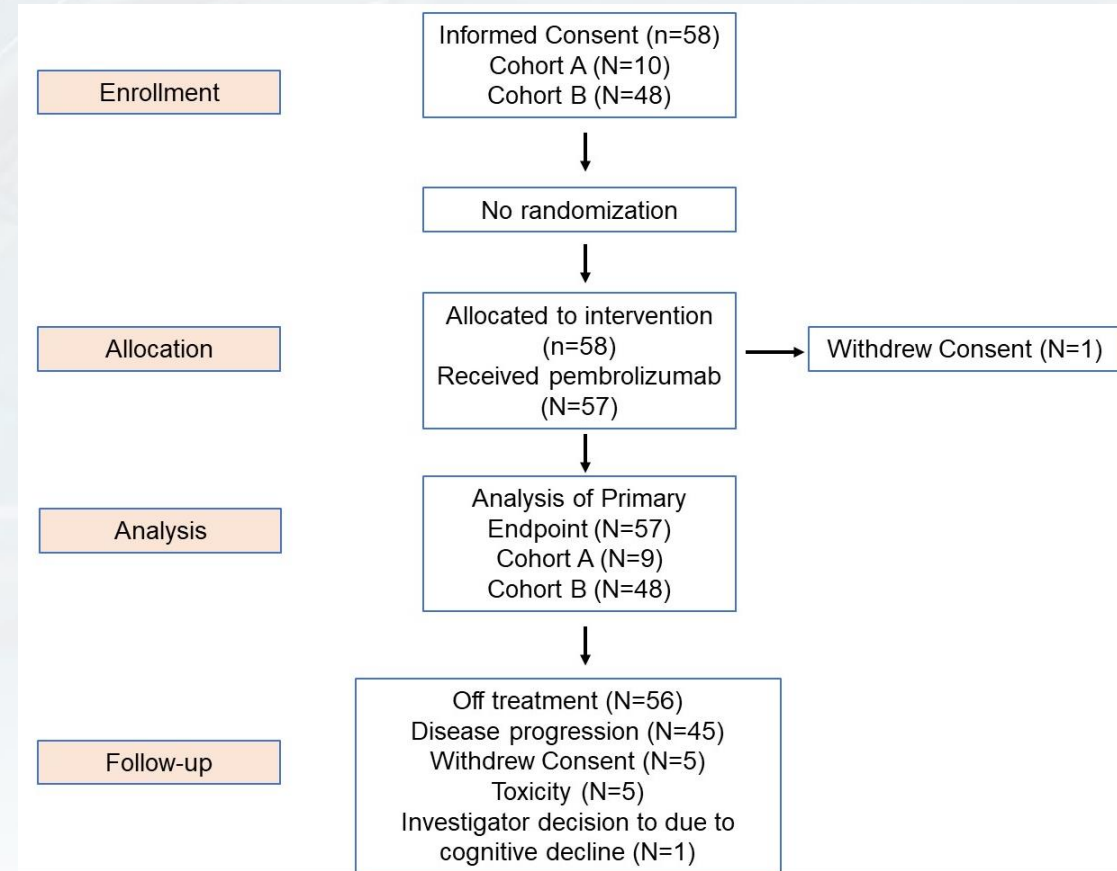 Enrollment
Informed Consent (n=58)
Cohort A (N=10)
Cohort B (N=48)
No randomization
Allocation
Allocated to intervention
(n=58)
Received pembrolizumab
(N=57)
Withdrew Consent (N=1)
Analysis
Analysis of Primary
Endpoint (N=57)
Cohort A (N=9)
Cohort B (N=48)
Follow-up
Off treatment (N=56)
Disease progression (N=45)
Withdrew Consent (N=5)
Toxicity (N=5)
Investigator decision to due to
cognitive decline (N=1)